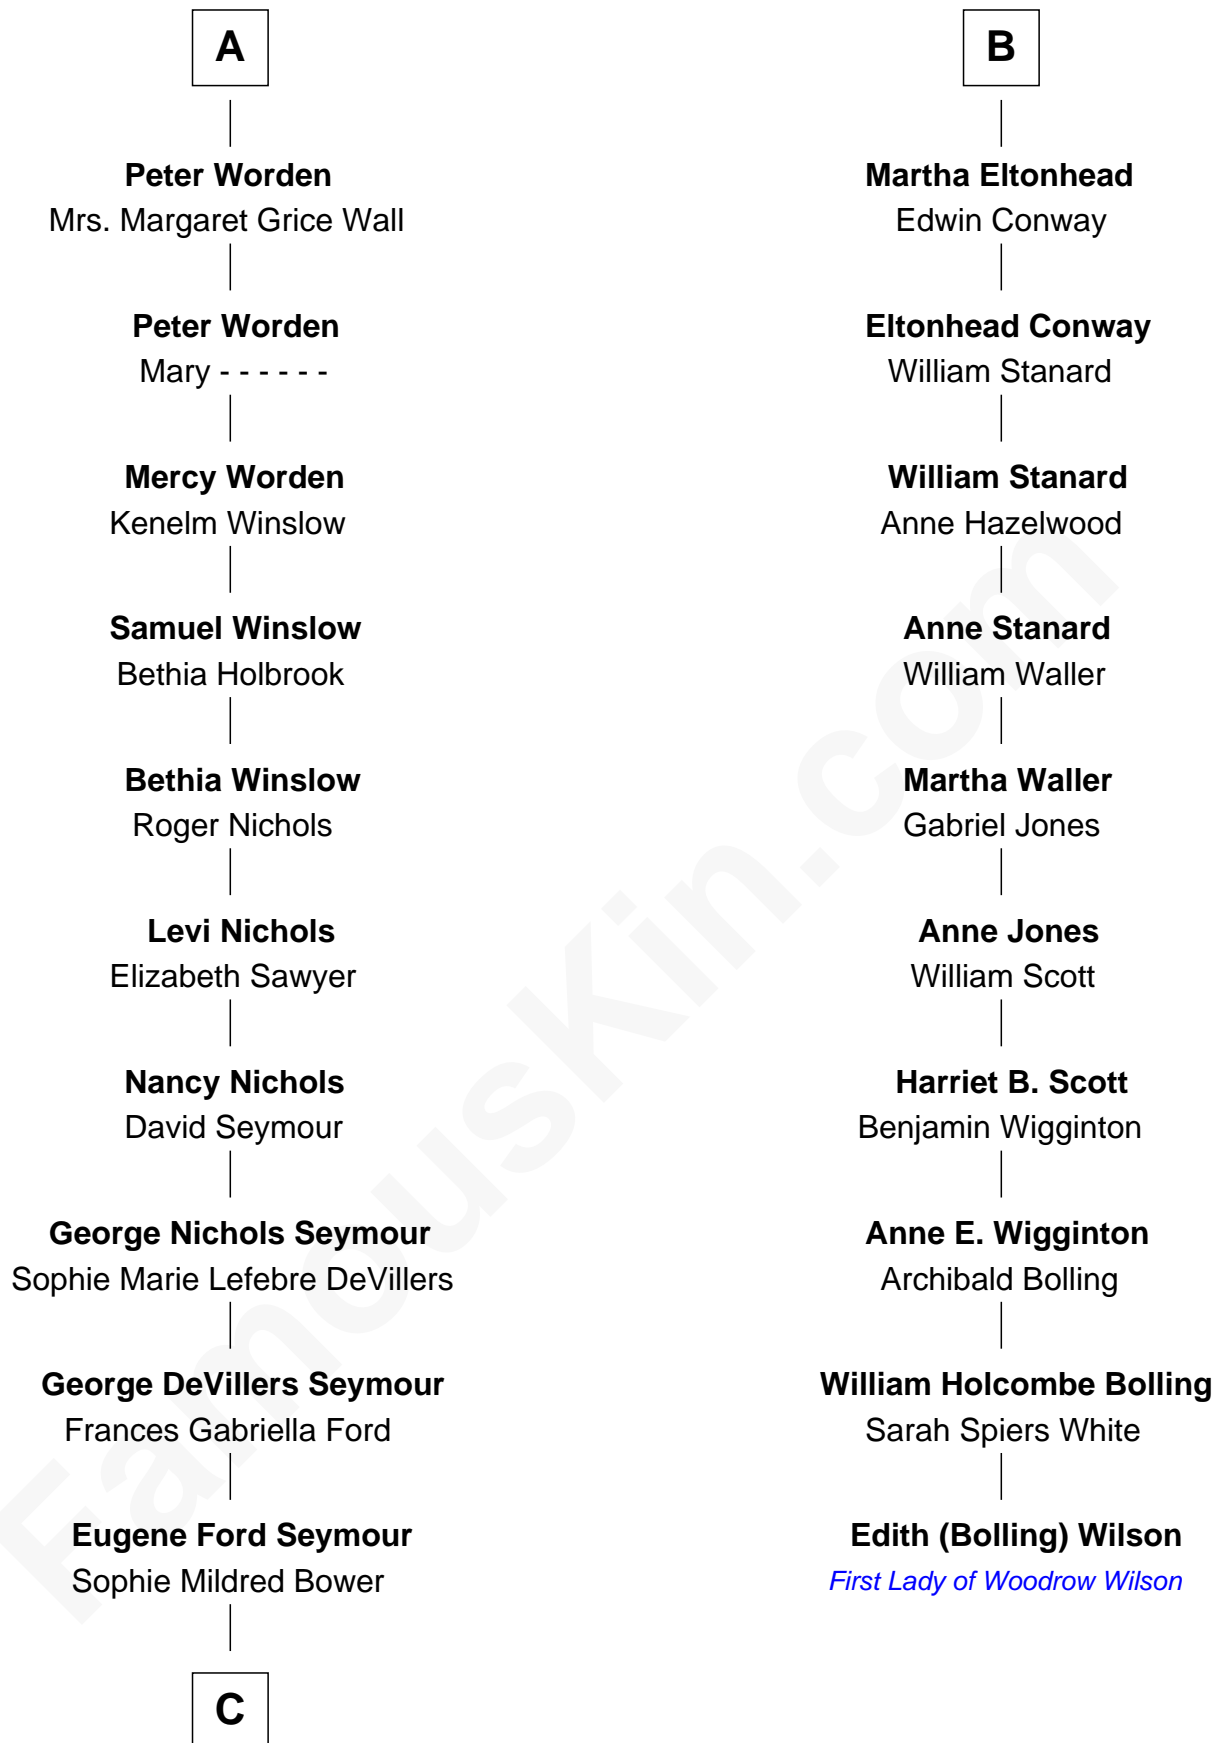 A
Peter Worden
Mrs. Margaret Grice Wall
Peter Worden
Mary - - - - - -
Mercy Worden
Kenelm Winslow
Samuel Winslow
Bethia Holbrook
Bethia Winslow
Roger Nichols
Levi Nichols
Elizabeth Sawyer
Nancy Nichols
David Seymour
George Nichols Seymour
Sophie Marie Lefebre DeVillers
George DeVillers Seymour
Frances Gabriella Ford
Eugene Ford Seymour
Sophie Mildred Bower
C
B
Martha Eltonhead
Edwin Conway
Eltonhead Conway
William Stanard
William Stanard
Anne Hazelwood
Anne Stanard
William Waller
Martha Waller
Gabriel Jones
Anne Jones
William Scott
Harriet B. Scott
Benjamin Wigginton
Anne E. Wigginton
Archibald Bolling
William Holcombe Bolling
Sarah Spiers White
Edith (Bolling) Wilson
First Lady of Woodrow Wilson
FamousKin.com